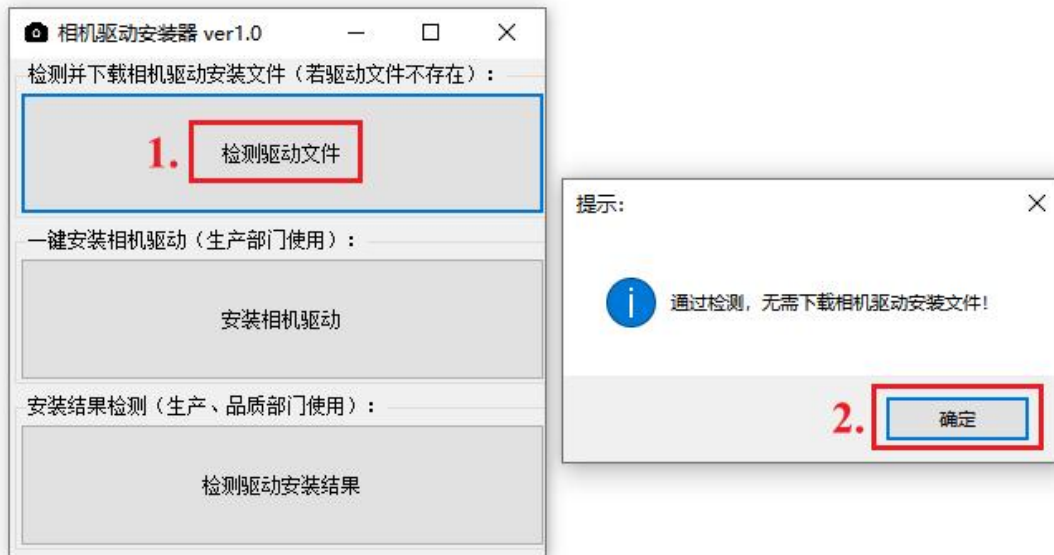 相机驱动安装器 ver1.0
检测并下载相机驱动安装文件（若驱动文件不存在）：
1.
检测驱动文件
一键安装相机驱动（生产部门使用）：
安装相机驱动
安装结果检测（生产、品质部门使用）：
检测驱动安装结果
提示:
通过检测，无需下载相机驱动安装文件!
2.
确定